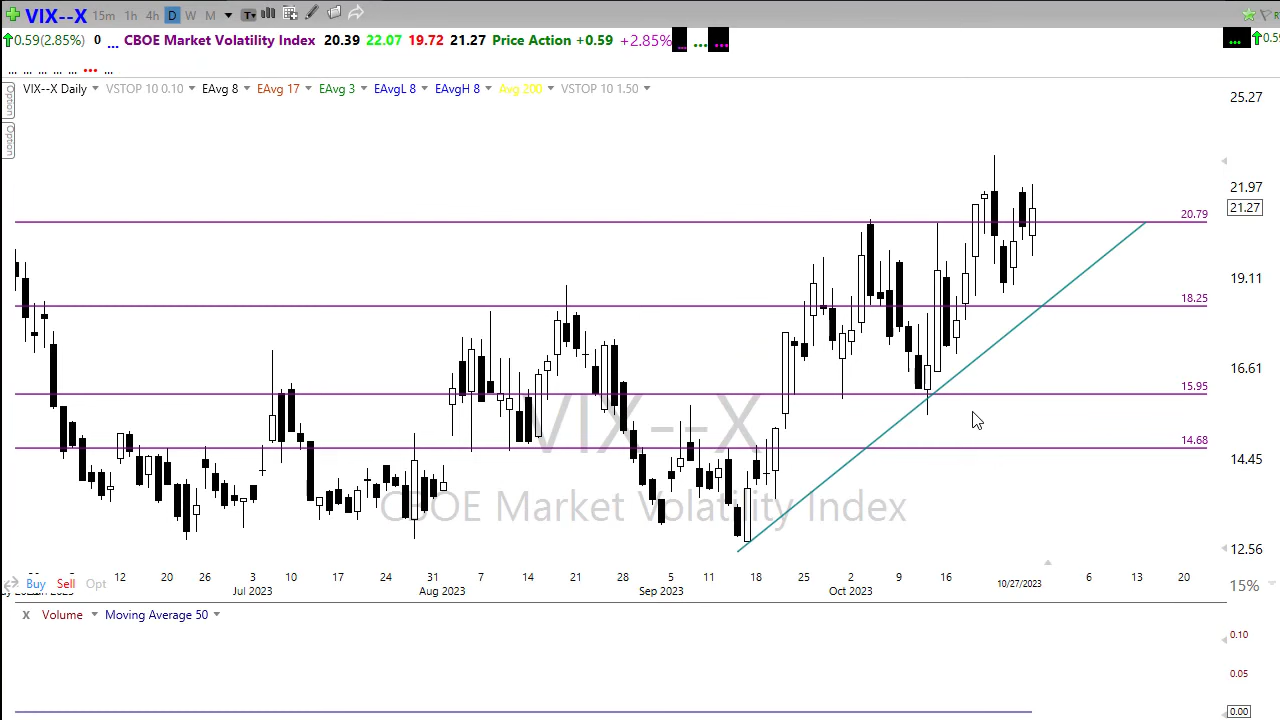 VIX--X 15m 1h 4h D W M T
0.59(2.85%) 0 ... CBOE Market Volatility Index 20.39 22.07 19.72 21.27 Price Action +0.59 +2.85% ... ... ... ... 0.59
... ... ... ... ... ... ...
VIX--X Daily VSTOP 10 0.10 EAvg 8 EAvg 17 EAvg 3 EAvgL 8 EAvgH 8 Avg 200 VSTOP 10 1.50
Option
Option
25.27
21.97
21.27
20.79
19.11
18.25
16.61
15.95
14.68
14.45
12.56
VIX--X
CBOE Market Volatility Index
12 20 26 3 10 17 24 31 7 14 21 28 5 11 18 25 2 9 16 10/27/2023 6 13 20
Buy Sell Opt
Jul 2023 Aug 2023 Sep 2023 Oct 2023
15%
X Volume Moving Average 50
0.10
0.05
0.00